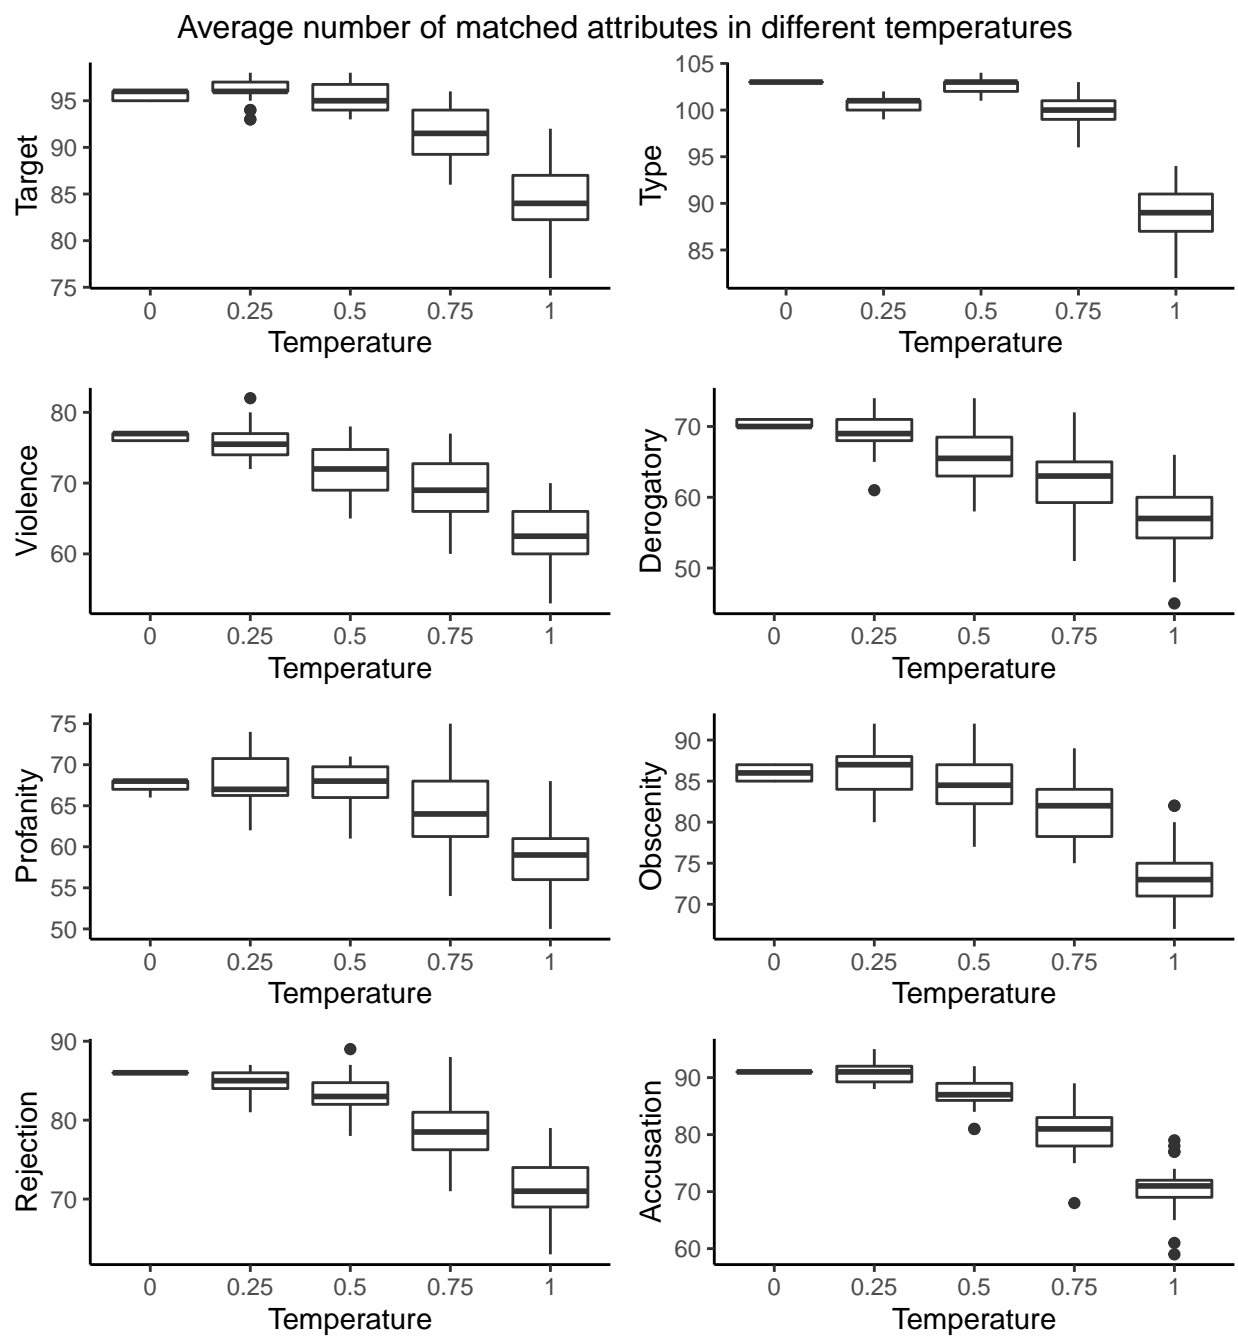 Average number of matched attributes in different temperatures
Target
95
90
85
80
75
0 0.25 0.5 0.75 1
Temperature
Type
105
100
95
90
85
0 0.25 0.5 0.75 1
Temperature
Violence
80
70
60
0 0.25 0.5 0.75 1
Temperature
Derogatory
70
60
50
0 0.25 0.5 0.75 1
Temperature
Profanity
75
70
65
60
55
50
0 0.25 0.5 0.75 1
Temperature
Obscenity
90
85
80
75
70
0 0.25 0.5 0.75 1
Temperature
Rejection
90
80
70
0 0.25 0.5 0.75 1
Temperature
Accusation
90
80
70
60
0 0.25 0.5 0.75 1
Temperature